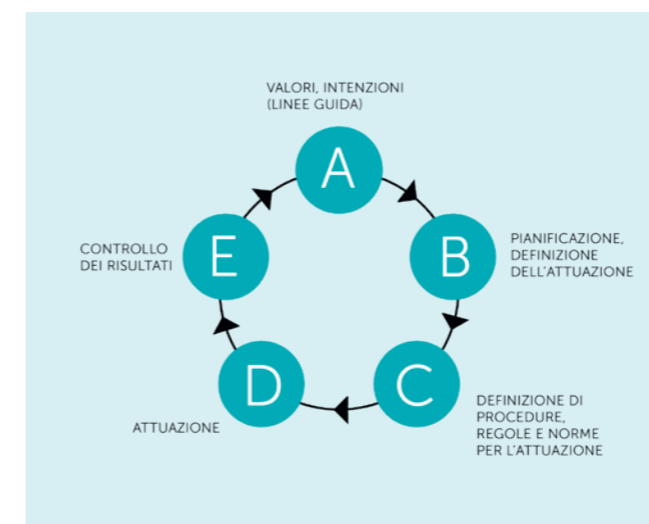 VALORI, INTENZIONI
(LINEE GUIDA)
A
B
PIANIFICAZIONE,
DEFINIZIONE
DELL'ATTUAZIONE
C
DEFINIZIONE DI
PROCEDURE,
REGOLE E NORME
PER L'ATTUAZIONE
D
ATTUAZIONE
E
CONTROLLO
DEI RISULTATI